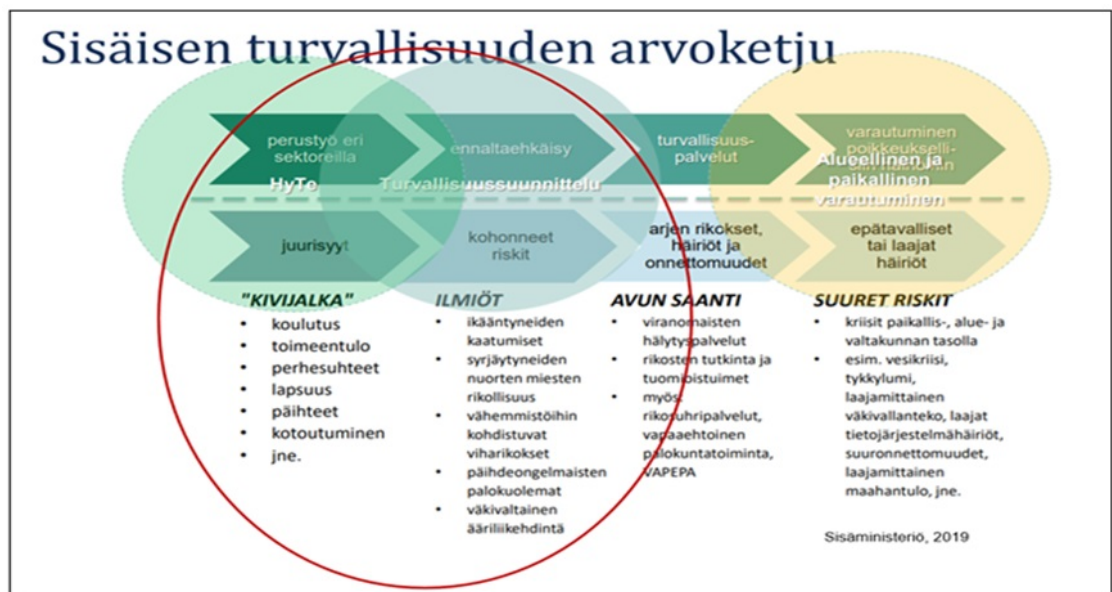 Sisäisen turvallisuuden arvoketju
perustyö eri
sektoreilla
HyTe
ennaltaehkäisy
Turvallisuussuunnittelu
turvallisuus-
palvelut
varautuminen
Alueellinen ja
paikallinen
varautuminen
juurisyyt
kohonneet
riskit
arjen rikokset,
häiriöt ja
onnettomuudet
epätavalliset
tai laajat
häiriöt
"KIVIJALKA"
• koulutus
• toimeentulo
• perhesuhteet
• lapsuus
• päihteet
• kotoutuminen
• jne.
ILMIÖT
• ikääntyneiden
kaatumiset
• syrjäytyneiden
nuorten miesten
rikollisuus
• vähemmistöihin
kohdistuvat
viharikokset
• päihdeongelmaisten
palokuolemat
• väkivaltainen
ääriliikehdintä
AVUN SAANTI
• viranomaisten
hälytyspalvelut
• rikosten tutkinta ja
tuomioistuimet
• myös
rikosuhripalvelut,
vapaaehtoinen
palokuntatoiminta,
VAPEPA
SUURET RISKIT
• kriisit paikallis-, alue- ja
valtakunnan tasolla
• esim. vesikriisi,
tykkylumi,
laajamittainen
väkivallanteko, laajat
tietojärjestelmähäiriöt,
suuronnettomuudet,
laajamittainen
maahantulo, jne.
Sisäministeriö, 2019